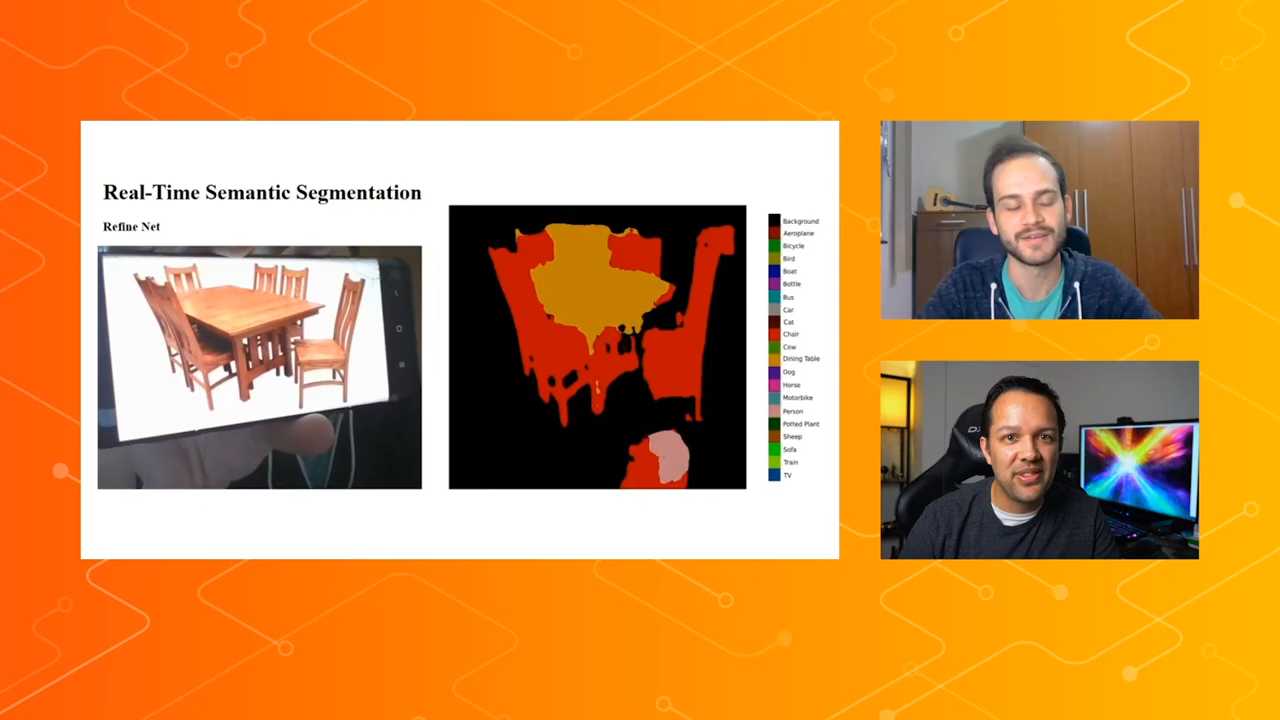 Real-Time Semantic Segmentation
Refine Net
Background
Aeroplane
Bicycle
Bird
Boat
Bottle
Bus
Car
Cat
Chair
Cow
Dining Table
Dog
Horse
Motorbike
Person
Potted Plant
Sheep
Sofa
Train
TV